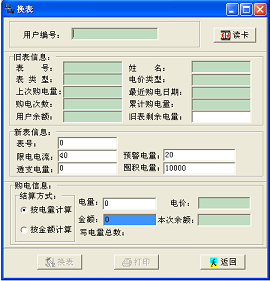 换表
用户编号:
读卡
旧表信息:
表 号: 姓 名:
表 类 型: 电价类型:
上次购电量: 最近购电日期:
购电次数: 累计购电量:
用户余额: 旧表剩余电量:
新表信息:
表号: 0
限电电流: 40 预警电量: 20
透支电量: 0 囤积电量: 10000
购电信息:
结算方式:
按电量计算
按金额计算
电量: 0 电价:
金额: 0 本次余额:
写电量总数:
换表 打印 返回